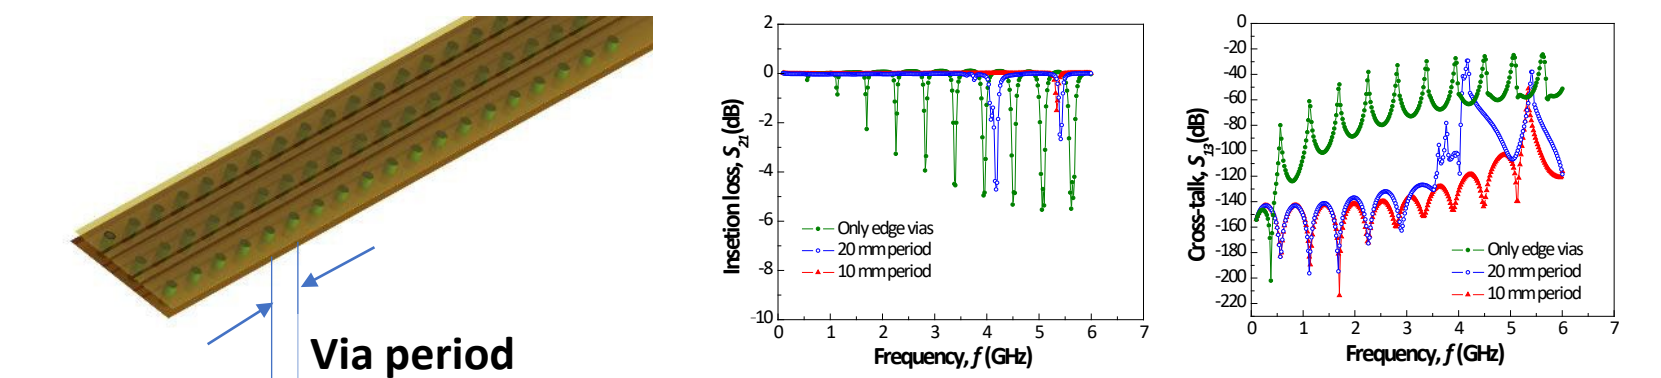 Via period
2
0
-2
-4
-6
-8
-10
0 1 2 3 4 5 6 7
Insetion loss, S21(dB)
Frequency, f (GHz)
Only edge vias
20 mm period
10 mm period
0
-20
-40
-60
-80
-100
-120
-140
-160
-180
-200
-220
0 1 2 3 4 5 6 7
Cross-talk, S13(dB)
Frequency, f (GHz)
Only edge vias
20 mm period
10 mm period